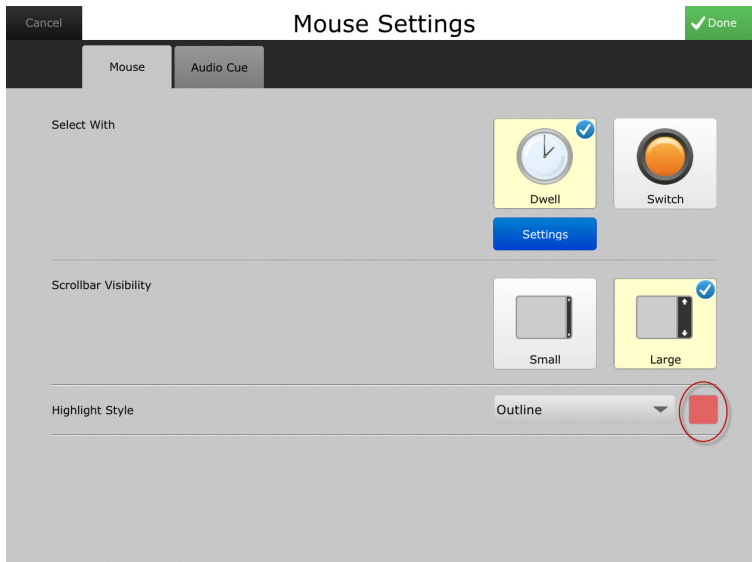 Cancel
Mouse Settings
Done
Mouse
Audio Cue
Select With
Dwell
Switch
Settings
Scrollbar Visibility
Small
Large
Highlight Style
Outline